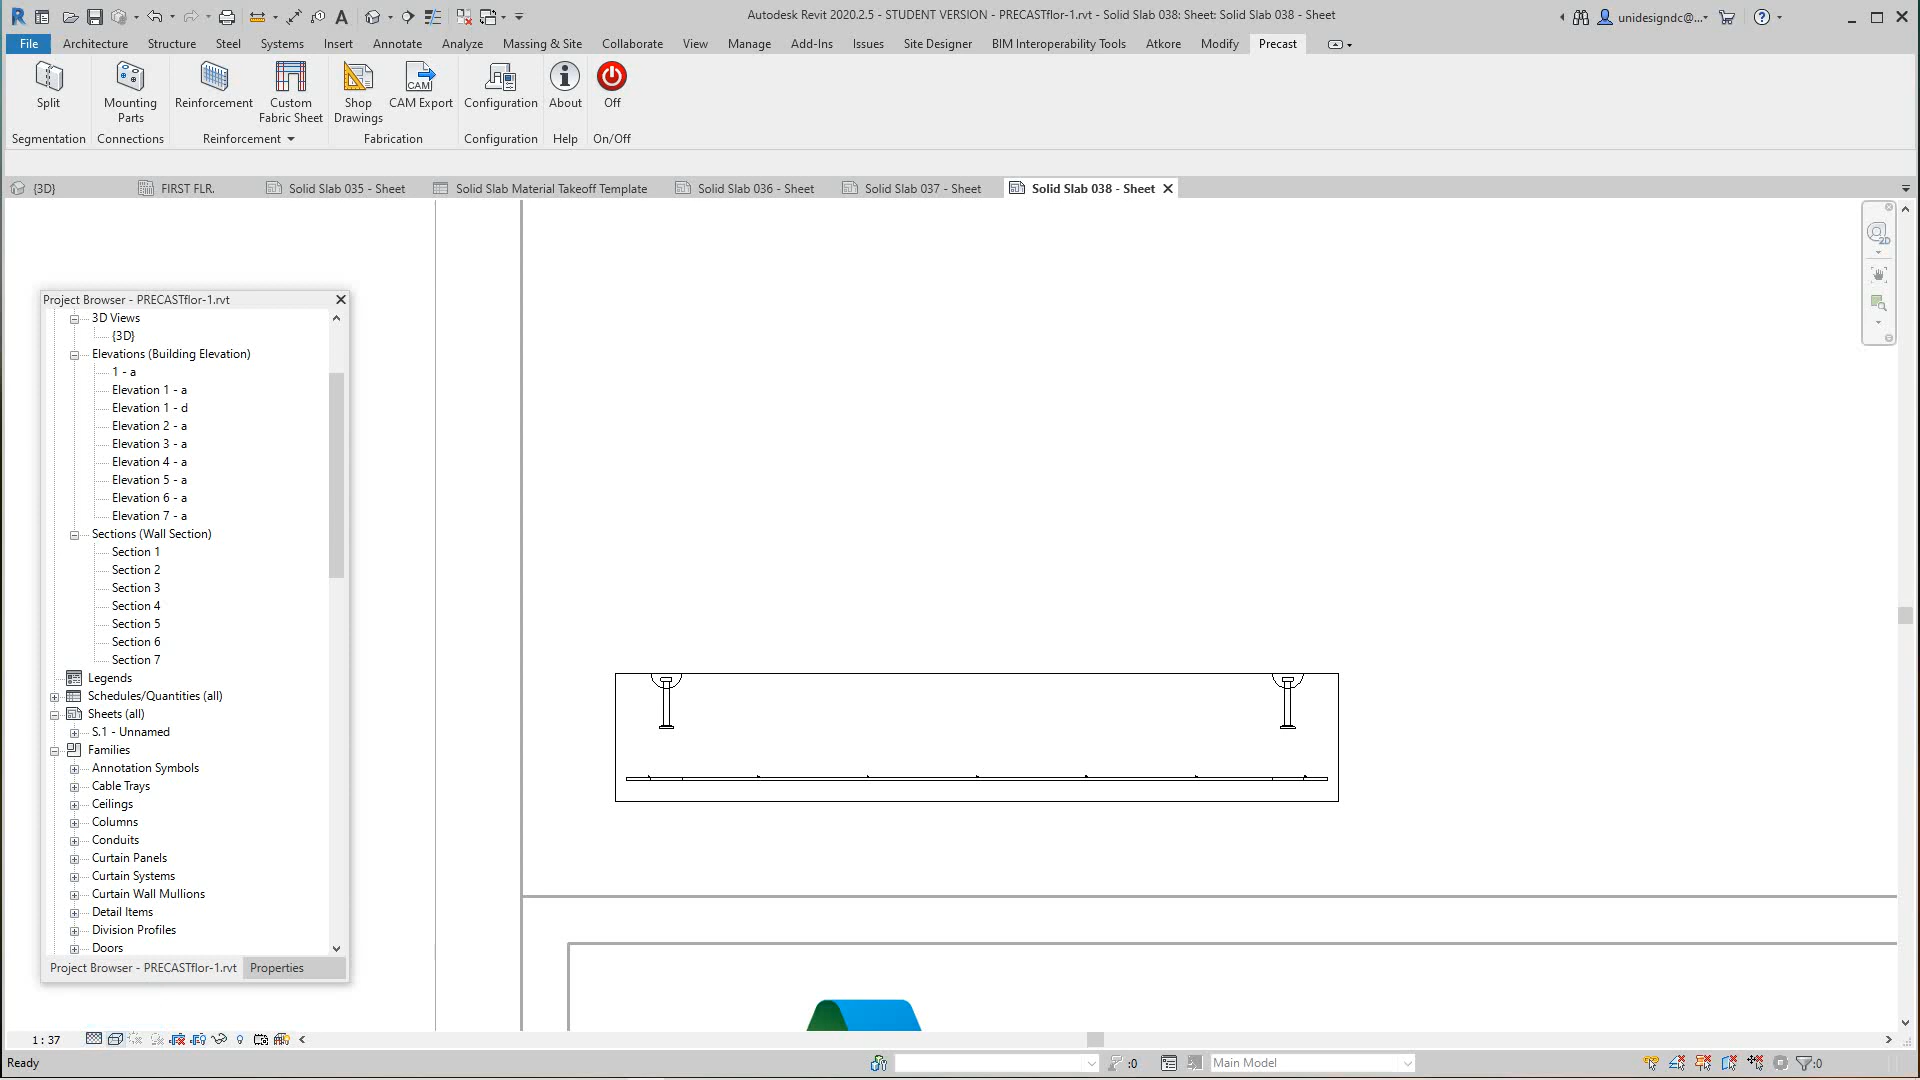 Autodesk Revit 2020.2.5 - STUDENT VERSION - PRECASTflor-1.rvt - Solid Slab 038: Sheet: Solid Slab 038 - Sheet
unidesigndc@...
File Architecture Structure Steel Systems Insert Annotate Analyze Massing & Site Collaborate View Manage Add-Ins Issues Site Designer BIM Interoperability Tools Atkore Modify Precast
Split
Mounting Parts
Reinforcement
Custom Fabric Sheet
Shop Drawings
CAM
CAM Export
Configuration
About
Off
Segmentation Connections Reinforcement Fabrication Configuration Help On/Off
{3D} FIRST FLR. Solid Slab 035 - Sheet Solid Slab Material Takeoff Template Solid Slab 036 - Sheet Solid Slab 037 - Sheet Solid Slab 038 - Sheet
2D
Project Browser - PRECASTflor-1.rvt
3D Views
{3D}
Elevations (Building Elevation)
1 - a
Elevation 1 - a
Elevation 1 - d
Elevation 2 - a
Elevation 3 - a
Elevation 4 - a
Elevation 5 - a
Elevation 6 - a
Elevation 7 - a
Sections (Wall Section)
Section 1
Section 2
Section 3
Section 4
Section 5
Section 6
Section 7
Legends
Schedules/Quantities (all)
Sheets (all)
S.1 - Unnamed
Families
Annotation Symbols
Cable Trays
Ceilings
Columns
Conduits
Curtain Panels
Curtain Systems
Curtain Wall Mullions
Detail Items
Division Profiles
Doors
Project Browser - PRECASTflor-1.rvt Properties
1 : 37
Ready
:0
Main Model
:0